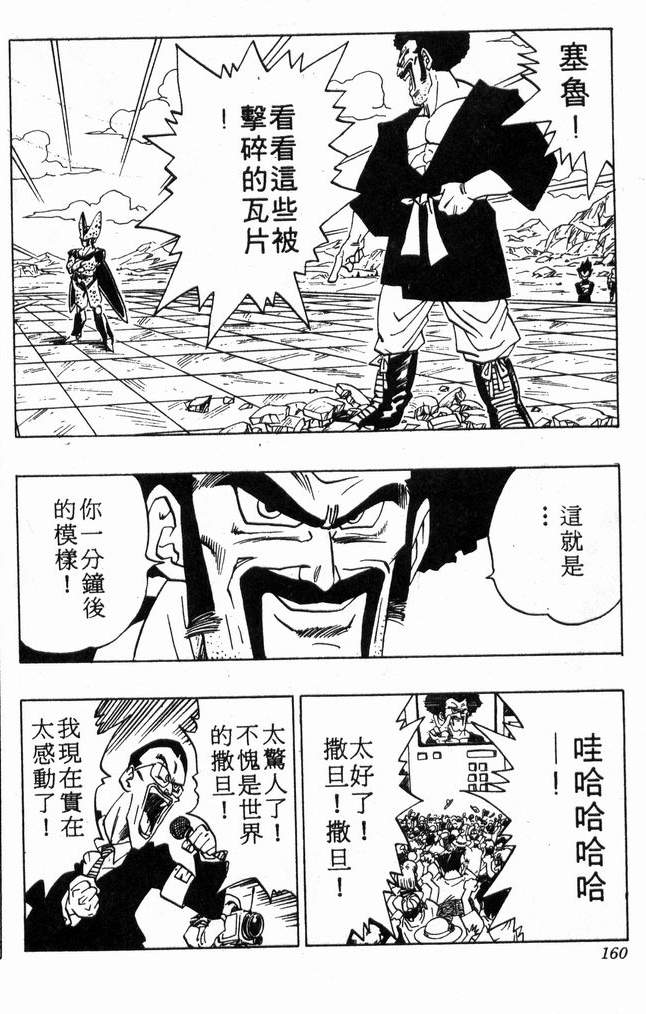 塞魯！
看看這些被
擊碎的瓦片
！
這就是
…
你一分鐘後
的模樣！
哇哈哈哈哈
—！
太好了！
撒旦！撒旦！
太驚人了！
不愧是世界
的撒旦！
我現在實在
太感動了！
160